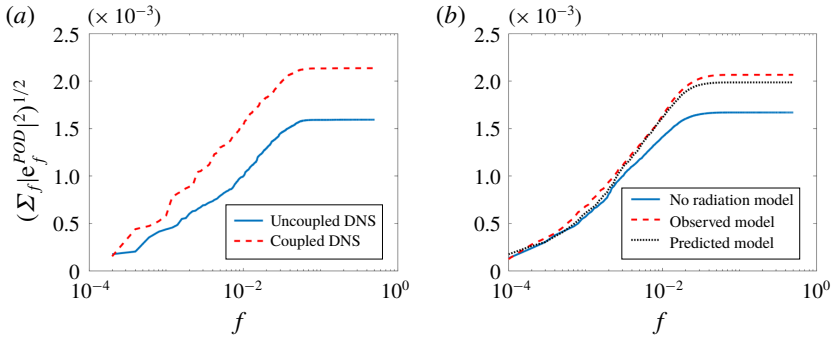 (a) (× 10⁻³)
2.5
2.0
1.5
1.0
0.5
0
(Σ_f|e_f^POD|²)^1/2
Uncoupled DNS
Coupled DNS
10⁻⁴ 10⁻² 10⁰
f
(b) (× 10⁻³)
2.5
2.0
1.5
1.0
0.5
0
No radiation model
Observed model
Predicted model
10⁻⁴ 10⁻² 10⁰
f